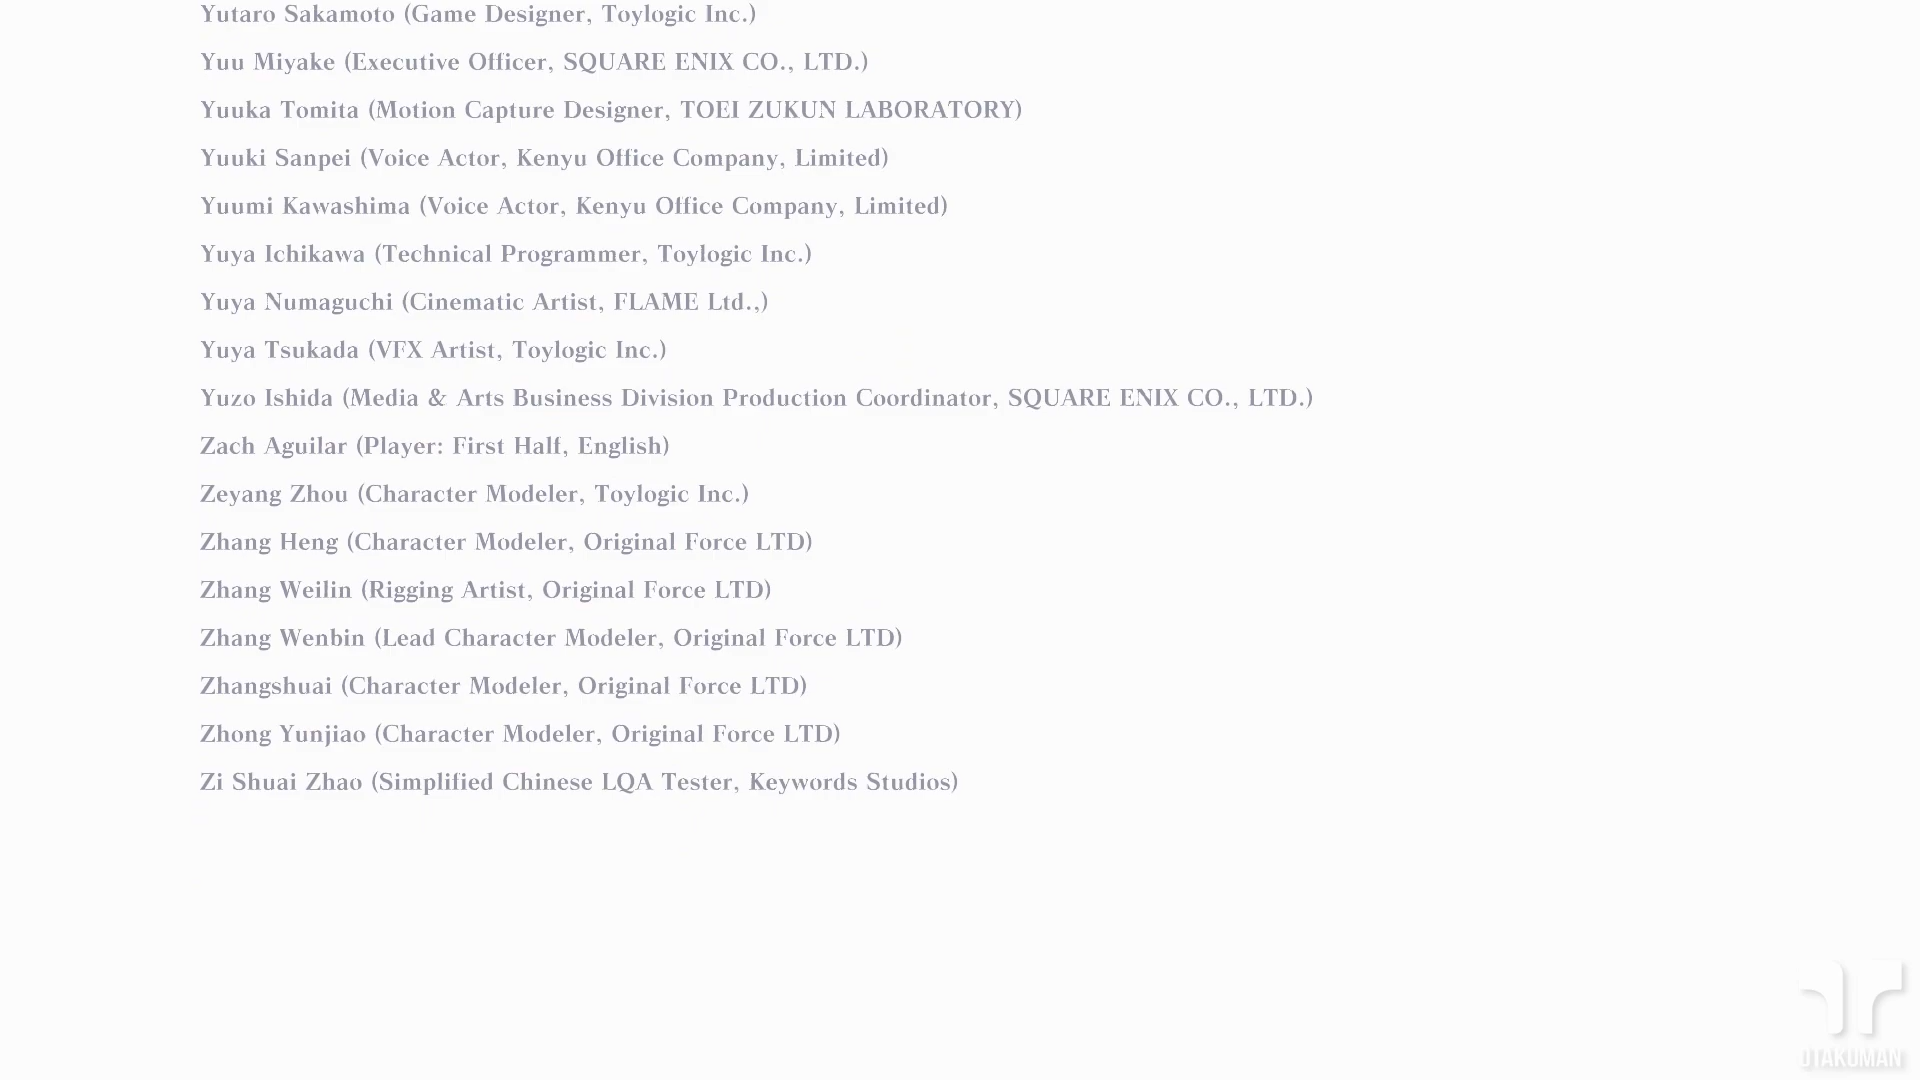 Yutaro Sakamoto (Game Designer, Toylogic Inc.)
Yuu Miyake (Executive Officer, SQUARE ENIX CO., LTD.)
Yuuka Tomita (Motion Capture Designer, TOEI ZUKUN LABORATORY)
Yuuki Sanpei (Voice Actor, Kenyu Office Company, Limited)
Yuumi Kawashima (Voice Actor, Kenyu Office Company, Limited)
Yuya Ichikawa (Technical Programmer, Toylogic Inc.)
Yuya Numaguchi (Cinematic Artist, FLAME Ltd.,)
Yuya Tsukada (VFX Artist, Toylogic Inc.)
Yuzo Ishida (Media & Arts Business Division Production Coordinator, SQUARE ENIX CO., LTD.)
Zach Aguilar (Player: First Half, English)
Zeyang Zhou (Character Modeler, Toylogic Inc.)
Zhang Heng (Character Modeler, Original Force LTD)
Zhang Weilin (Rigging Artist, Original Force LTD)
Zhang Wenbin (Lead Character Modeler, Original Force LTD)
Zhangshuai (Character Modeler, Original Force LTD)
Zhong Yunjiao (Character Modeler, Original Force LTD)
Zi Shuai Zhao (Simplified Chinese LQA Tester, Keywords Studios)
OTAKUMAN